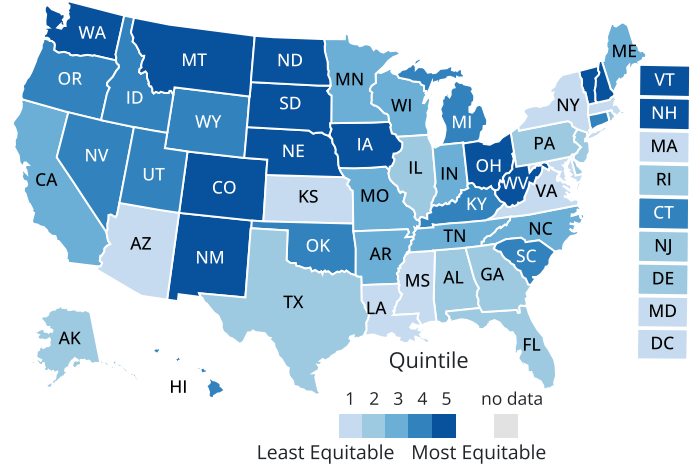 WA
MT
ND
MN
ME
OR
ID
SD
WI
NY
VT
WY
MI
NH
NE
IA
PA
MA
NV
IL
IN
OH
RI
CA
UT
CO
KS
MO
KY
WV
VA
CT
AZ
NM
OK
AR
TN
NC
NJ
SC
DE
TX
LA
MS
AL
GA
MD
AK
HI
FL
DC
Quintile
1 2 3 4 5 no data
Least Equitable Most Equitable